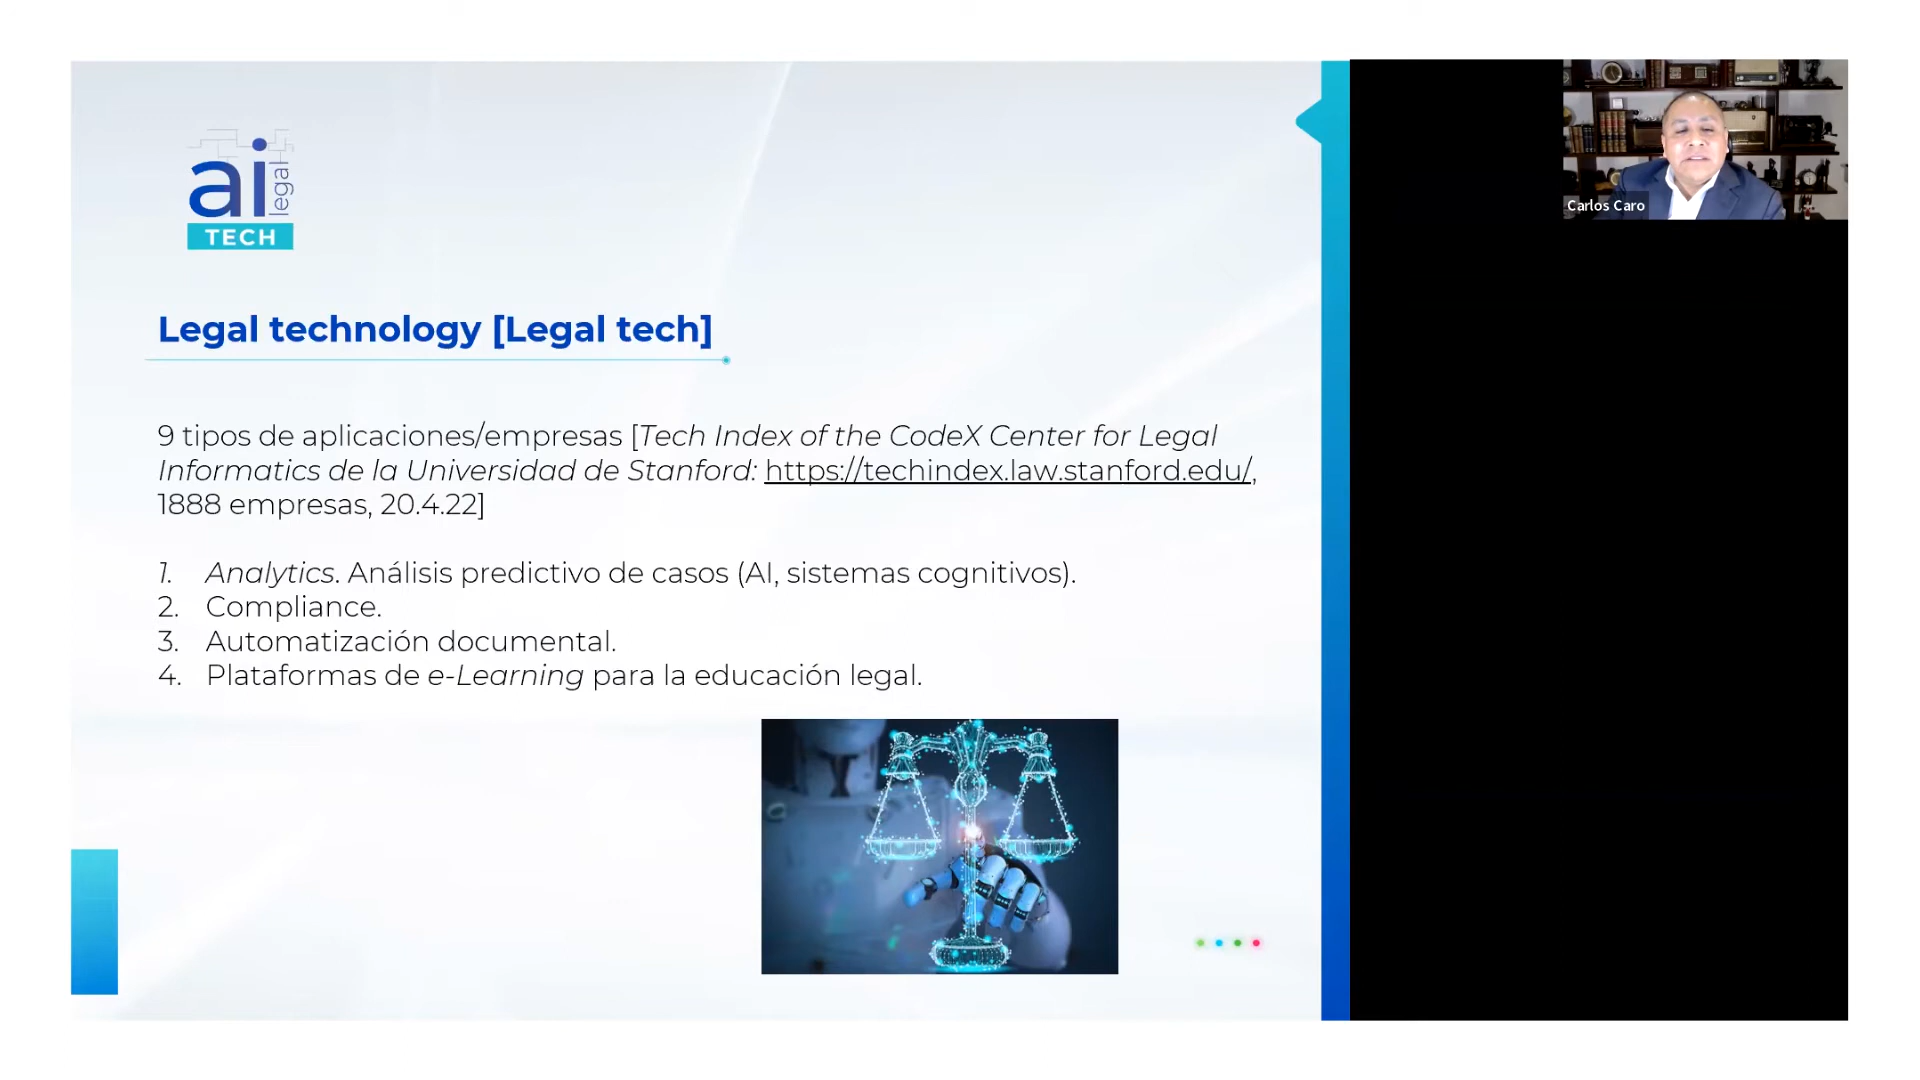 ai
legal
TECH
Legal technology [Legal tech]
9 tipos de aplicaciones/empresas [Tech Index of the CodeX Center for Legal
Informatics de la Universidad de Stanford: https://techindex.law.stanford.edu/,
1888 empresas, 20.4.22]
1. Analytics. Análisis predictivo de casos (AI, sistemas cognitivos).
2. Compliance.
3. Automatización documental.
4. Plataformas de e-Learning para la educación legal.
Carlos Caro